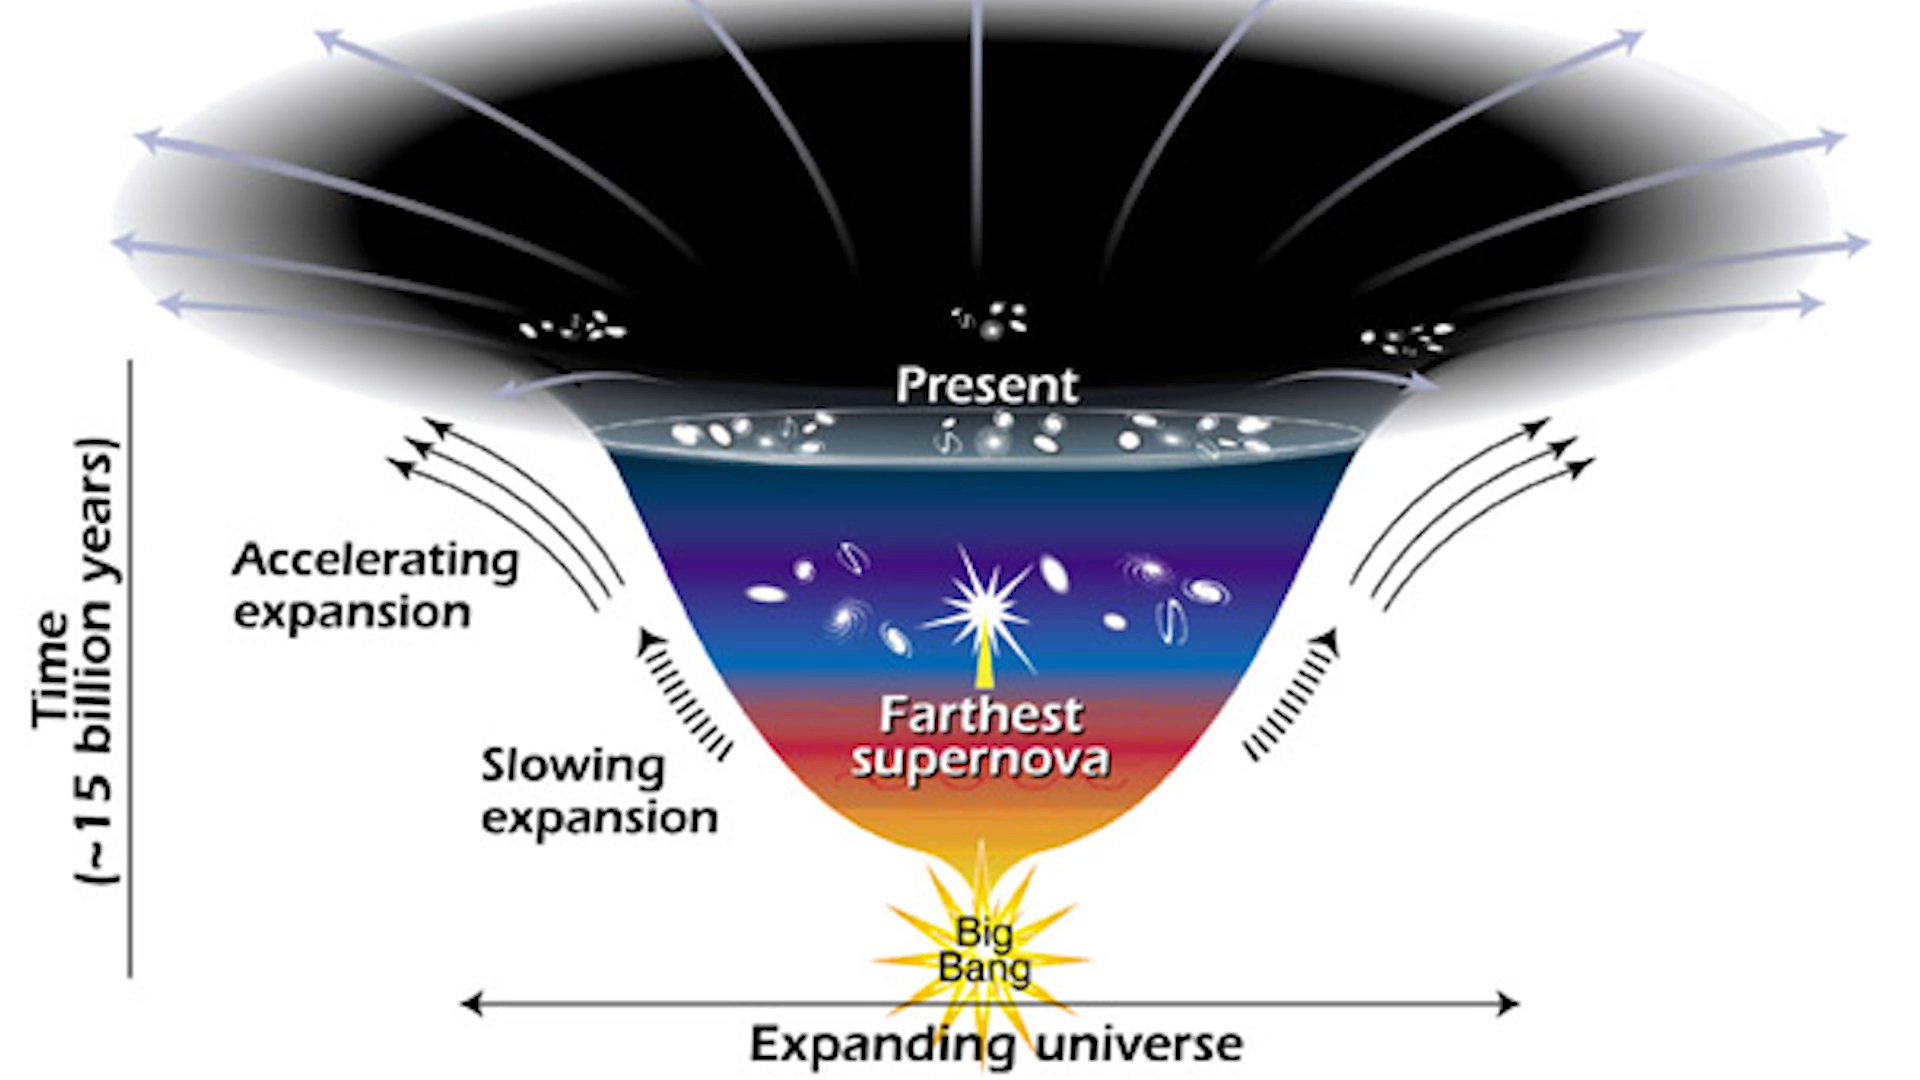 Present
Accelerating
expansion
Time
(~15 billion years)
Farthest
supernova
Slowing
expansion
Big
Bang
Expanding universe